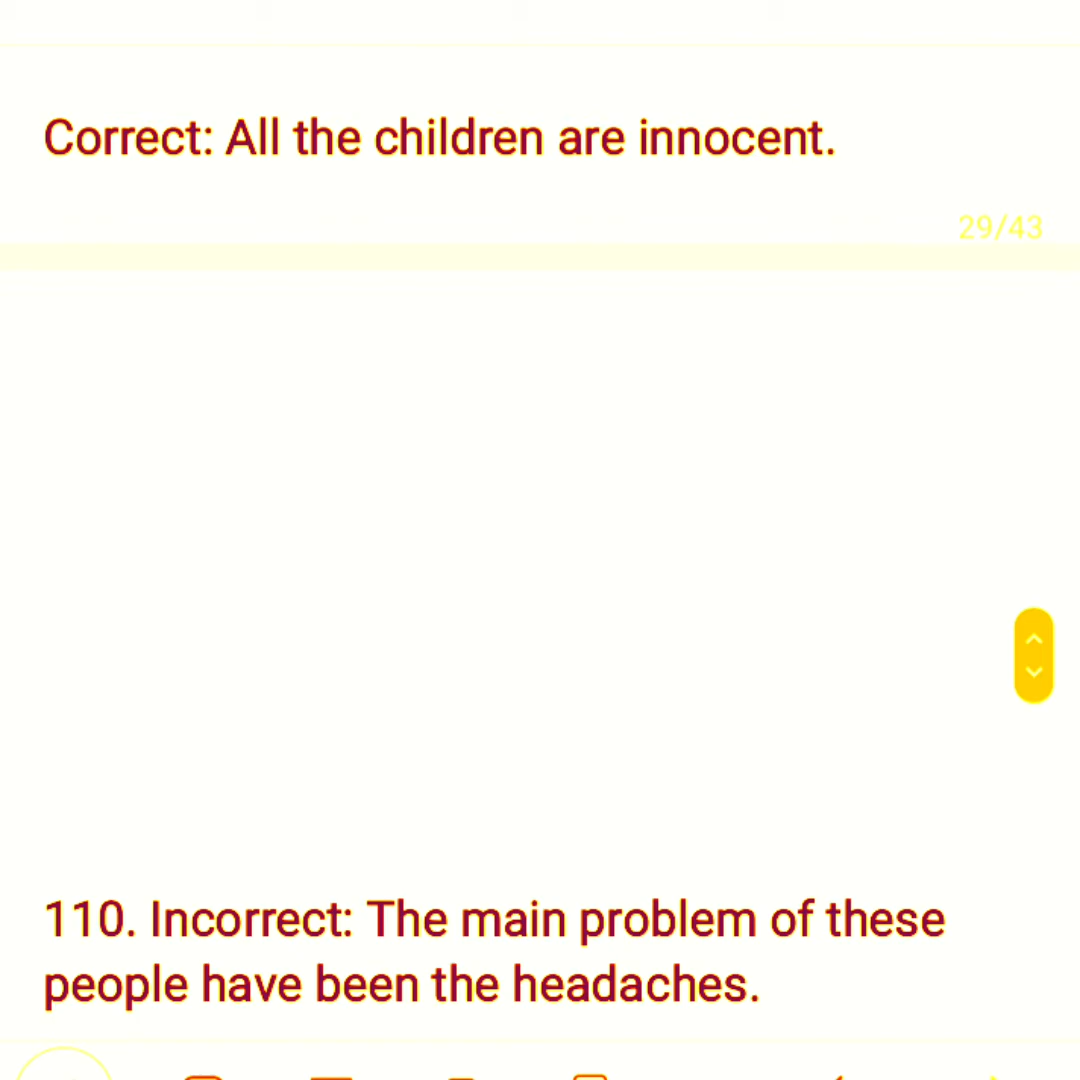 Correct: All the children are innocent.
29/43
110. Incorrect: The main problem of these
people have been the headaches.